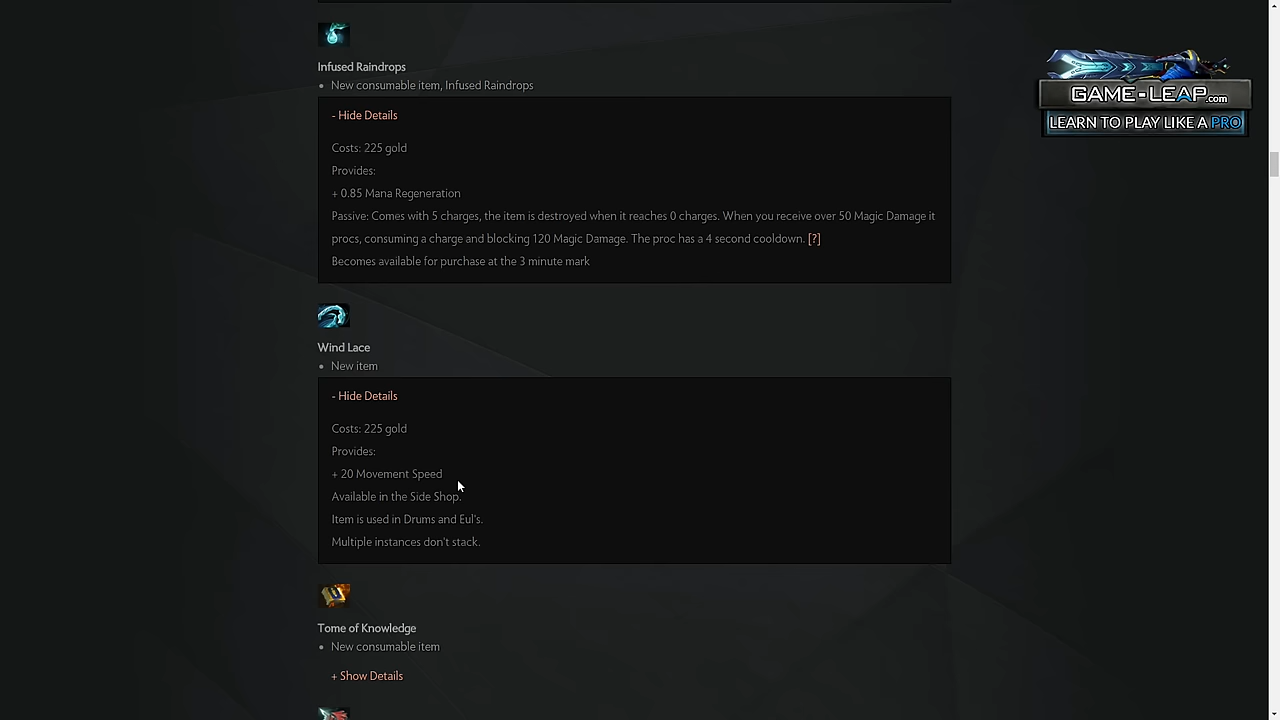 GAME-LEAP.com
LEARN TO PLAY LIKE A PRO
Infused Raindrops
• New consumable item, Infused Raindrops
- Hide Details
Costs: 225 gold
Provides:
+ 0.85 Mana Regeneration
Passive: Comes with 5 charges, the item is destroyed when it reaches 0 charges. When you receive over 50 Magic Damage it
procs, consuming a charge and blocking 120 Magic Damage. The proc has a 4 second cooldown. [?]
Becomes available for purchase at the 3 minute mark
Wind Lace
• New item
- Hide Details
Costs: 225 gold
Provides:
+ 20 Movement Speed
Available in the Side Shop.
Item is used in Drums and Eul's.
Multiple instances don't stack.
Tome of Knowledge
• New consumable item
+ Show Details